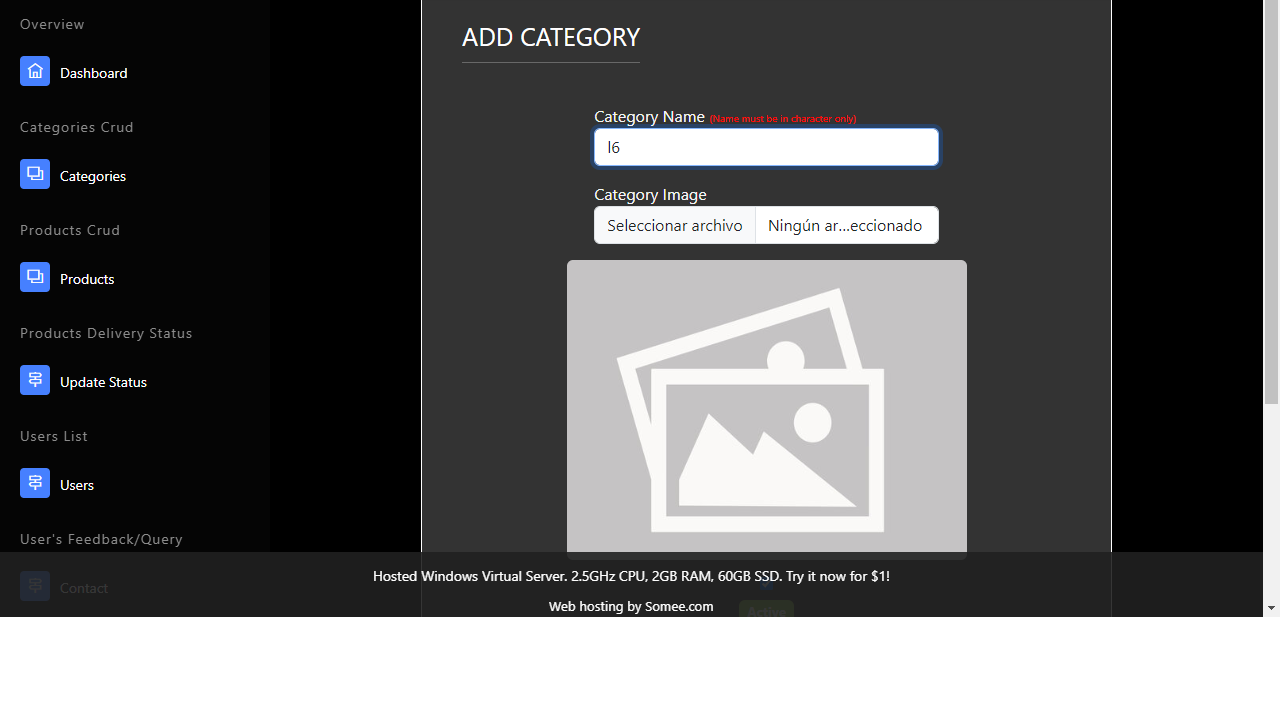 Overview
Dashboard
Categories Crud
Categories
Products Crud
Products
Products Delivery Status
Update Status
Users List
Users
User's Feedback/Query
Contact
ADD CATEGORY
Category Name (Name must be in character only)
l6
Category Image
Seleccionar archivo Ningún ar...eccionado
Active
Hosted Windows Virtual Server. 2.5GHz CPU, 2GB RAM, 60GB SSD. Try it now for $1!
Web hosting by Somee.com